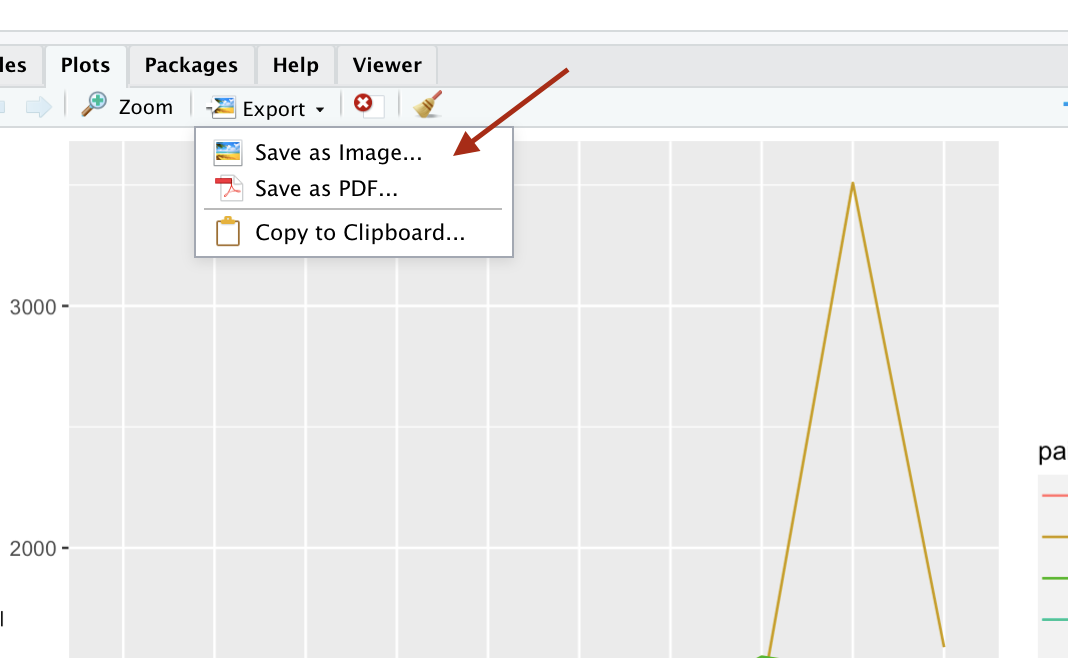 les Plots Packages Help Viewer
Zoom Export
Save as Image...
Save as PDF...
Copy to Clipboard...
3000
pa
2000
l